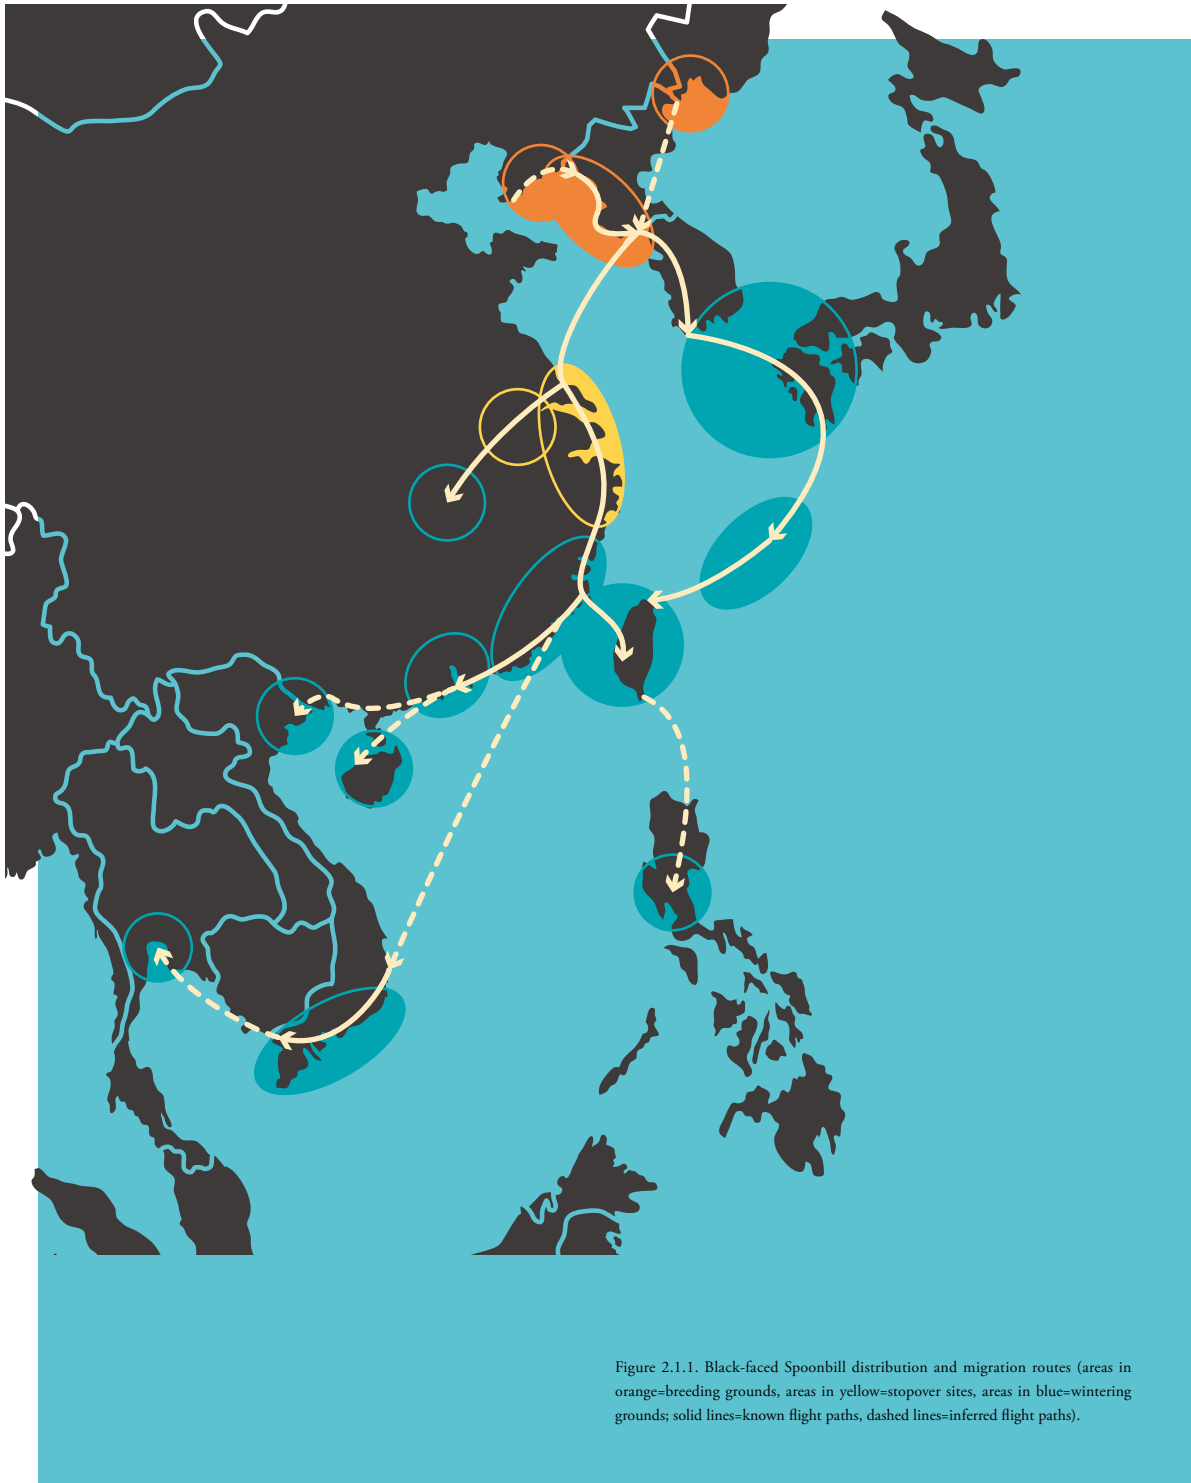 Figure 2.1.1. Black-faced Spoonbill distribution and migration routes (areas in
orange=breeding grounds, areas in yellow=stopover sites, areas in blue=wintering
grounds; solid lines=known flight paths, dashed lines=inferred flight paths).